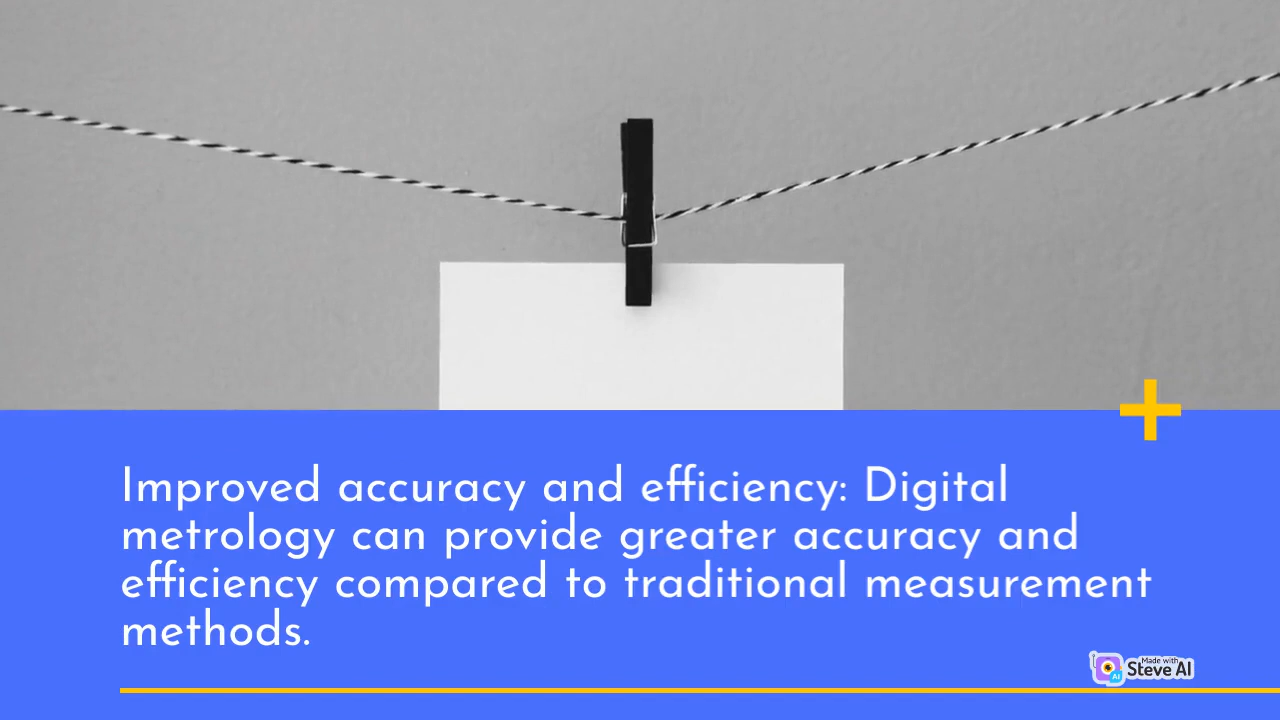 Improved accuracy and efficiency: Digital
metrology can provide greater accuracy and
efficiency compared to traditional measurement
methods.
Made with
Steve AI
AI